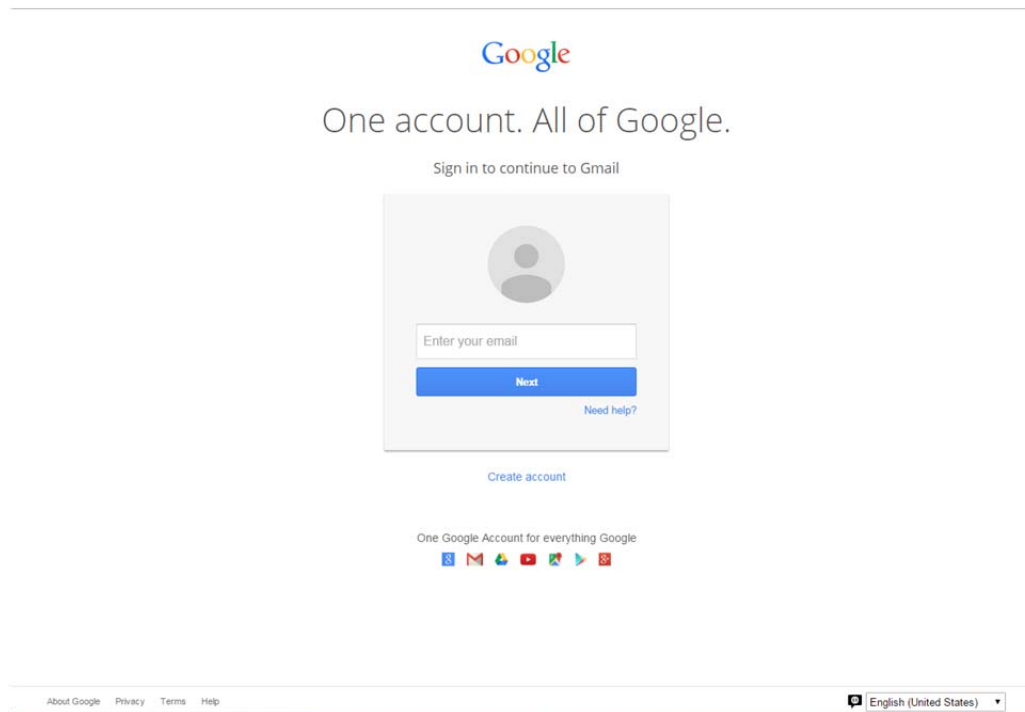 Google
One account. All of Google.
Sign in to continue to Gmail
Enter your email
Next
Need help?
Create account
One Google Account for everything Google
About Google Privacy Terms Help
English (United States)